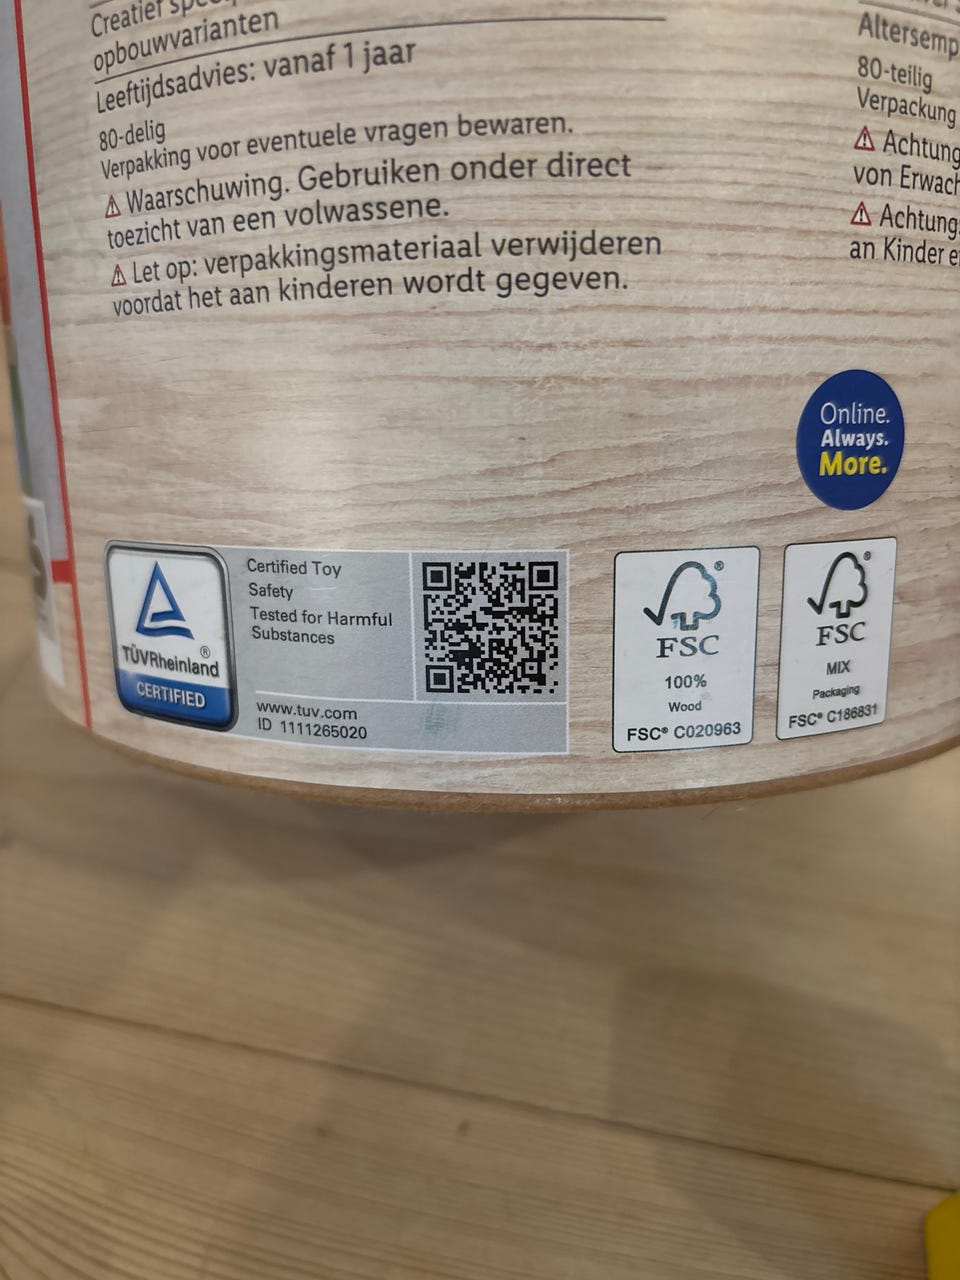 Creatief
opbouwvarianten
Leeftijdsadvies: vanaf 1 jaar
80-delig
Verpakking voor eventuele vragen bewaren.
⚠ Waarschuwing. Gebruiken onder direct
toezicht van een volwassene.
⚠ Let op: verpakkingsmateriaal verwijderen
voordat het aan kinderen wordt gegeven.
80-teilig
Verpackung
⚠ Achtung
⚠ Achtung:
an Kinder
Online.
Always.
More.
TÜVRheinland®
CERTIFIED
Certified Toy
Safety
Tested for Harmful
Substances
www.tuv.com
ID 1111265020
®
FSC
100%
Wood
FSC® C020963
®
FSC
MIX
Packaging
FSC® C186831